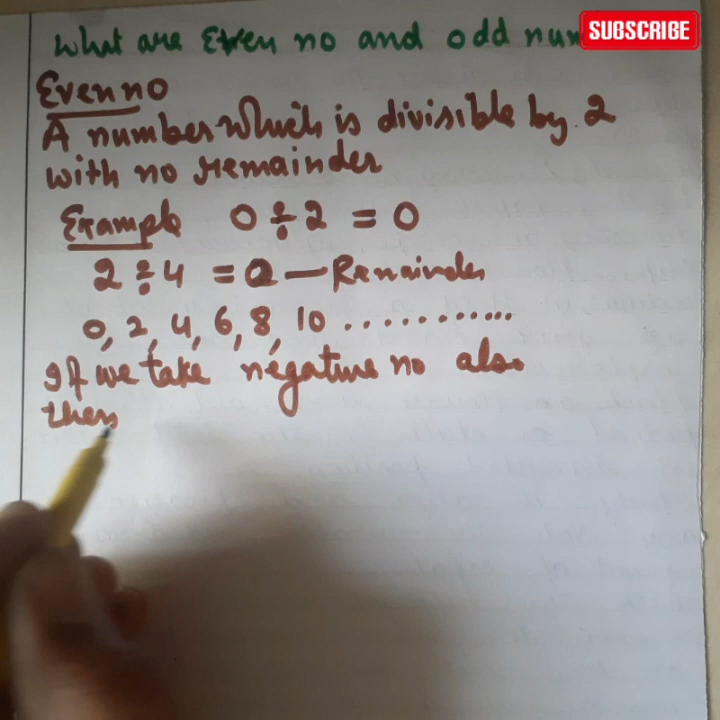 What are Even no and odd num
SUBSCRIBE
Even no
A number which is divisible by 2
with no remainder
Example 0 ÷ 2 = 0
2 ÷ 4 = 0 — Remainder
0, 2, 4, 6, 8, 10 ............
If we take negative no also
then